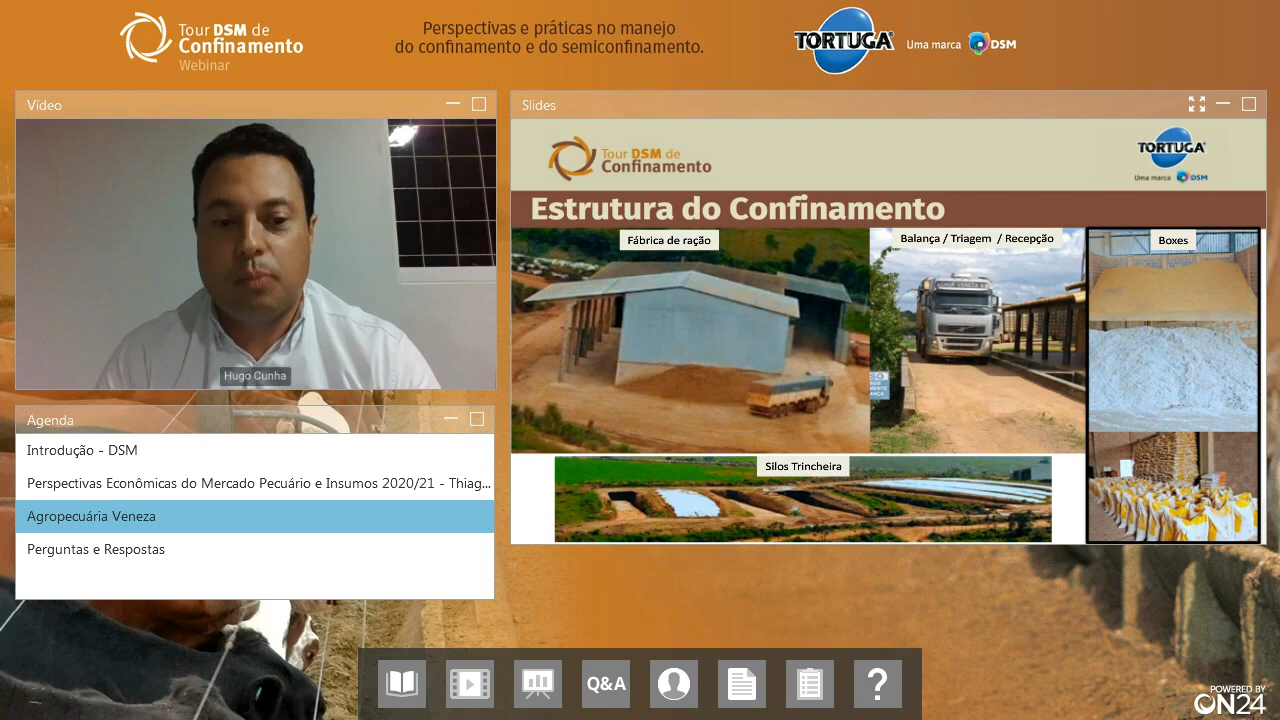 Tour DSM de
Confinamento
Webinar
Perspectivas e práticas no manejo
do confinamento e do semiconfinamento.
TORTUGA
Uma marca DSM
Vídeo
Hugo Cunha
Slides
Tour DSM de
Confinamento
TORTUGA
Uma marca DSM
Estrutura do Confinamento
Fábrica de ração
Balança / Triagem / Recepção
Boxes
Silos Trincheira
Agenda
Introdução - DSM
Perspectivas Econômicas do Mercado Pecuário e Insumos 2020/21 - Thiag...
Agropecuária Veneza
Perguntas e Respostas
Q&A
?
POWERED BY
ON24